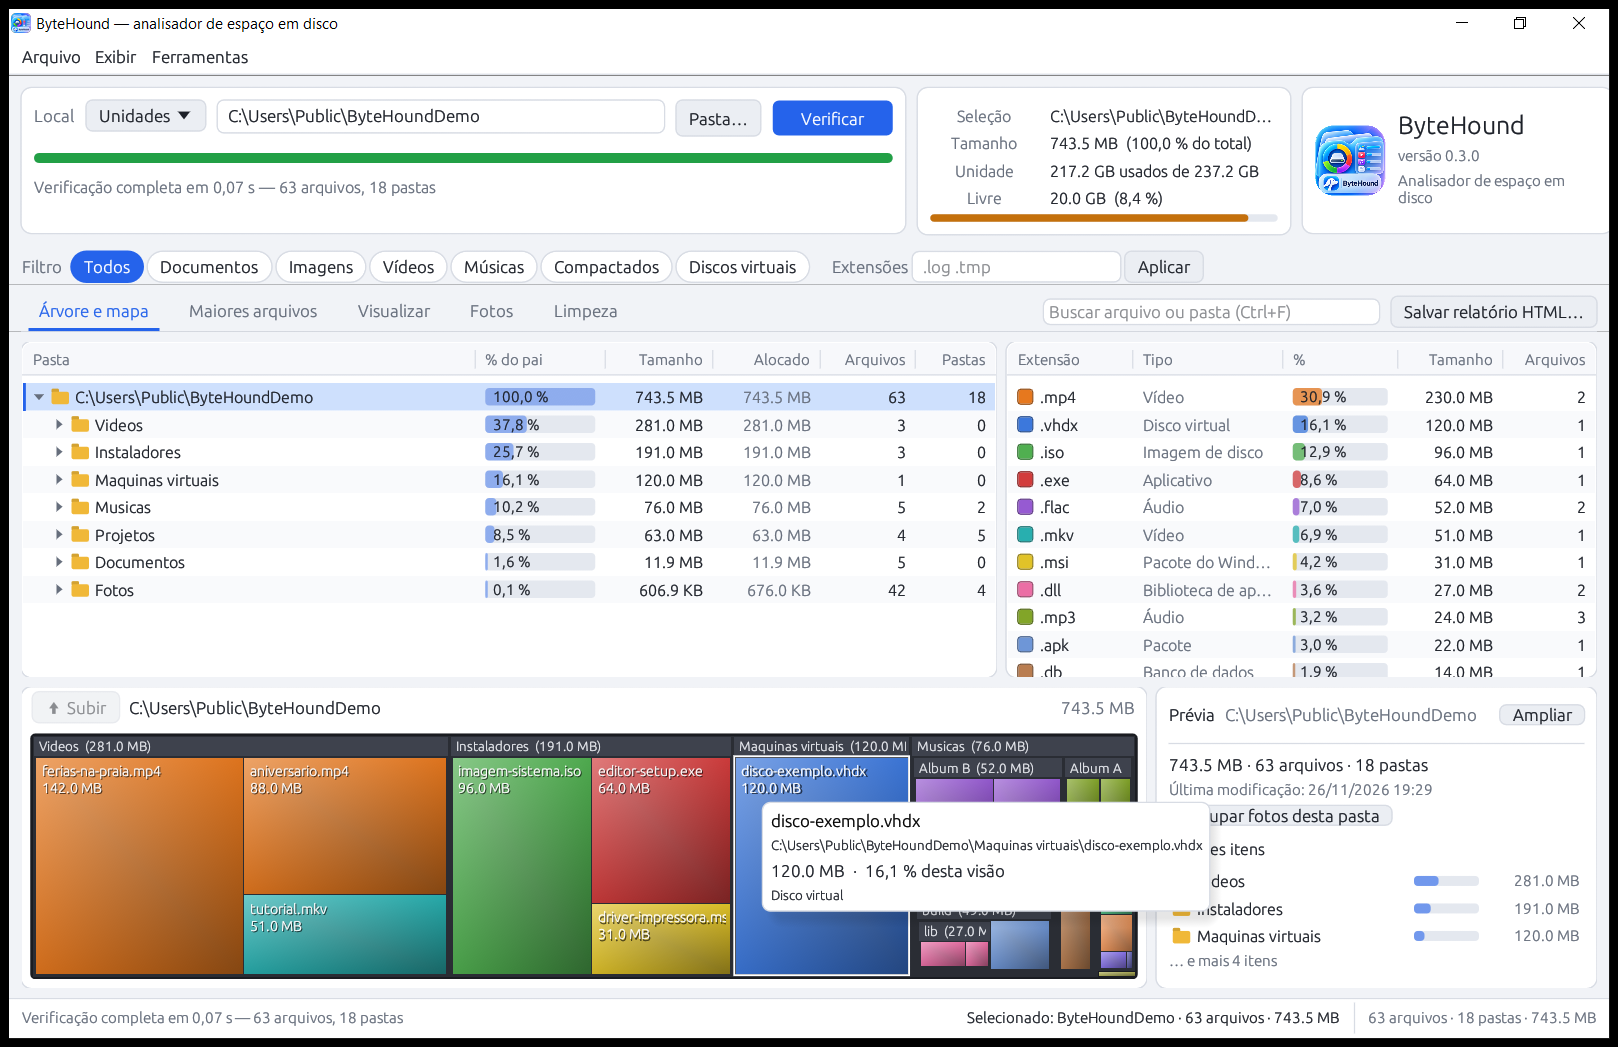 ByteHound — analisador de espaço em disco
Arquivo Exibir Ferramentas
Local Unidades C:\Users\Public\ByteHoundDemo Pasta... Verificar
Verificação completa em 0,07 s — 63 arquivos, 18 pastas
Seleção C:\Users\Public\ByteHoundD...
Tamanho 743.5 MB (100,0 % do total)
Unidade 217.2 GB usados de 237.2 GB
Livre 20.0 GB (8,4 %)
ByteHound
ByteHound
versão 0.3.0
Analisador de espaço em
disco
Filtro Todos Documentos Imagens Vídeos Músicas Compactados Discos virtuais Extensões .log .tmp Aplicar
Árvore e mapa Maiores arquivos Visualizar Fotos Limpeza Buscar arquivo ou pasta (Ctrl+F) Salvar relatório HTML...
Pasta % do pai Tamanho Alocado Arquivos Pastas
C:\Users\Public\ByteHoundDemo 100,0 % 743.5 MB 743.5 MB 63 18
Videos 37,8 % 281.0 MB 281.0 MB 3 0
Instaladores 25,7 % 191.0 MB 191.0 MB 3 0
Maquinas virtuais 16,1 % 120.0 MB 120.0 MB 1 0
Musicas 10,2 % 76.0 MB 76.0 MB 5 2
Projetos 8,5 % 63.0 MB 63.0 MB 4 5
Documentos 1,6 % 11.9 MB 11.9 MB 5 0
Fotos 0,1 % 606.9 KB 676.0 KB 42 4
Extensão Tipo % Tamanho Arquivos
.mp4 Vídeo 30,9 % 230.0 MB 2
.vhdx Disco virtual 16,1 % 120.0 MB 1
.iso Imagem de disco 12,9 % 96.0 MB 1
.exe Aplicativo 8,6 % 64.0 MB 1
.flac Áudio 7,0 % 52.0 MB 2
.mkv Vídeo 6,9 % 51.0 MB 1
.msi Pacote do Wind... 4,2 % 31.0 MB 1
.dll Biblioteca de ap... 3,6 % 27.0 MB 2
.mp3 Áudio 3,2 % 24.0 MB 3
.apk Pacote 3,0 % 22.0 MB 1
.db Banco de dados 1,9 % 14.0 MB 1
Subir C:\Users\Public\ByteHoundDemo 743.5 MB
Videos (281.0 MB) Instaladores (191.0 MB) Maquinas virtuais (120.0 MI Musicas (76.0 MB)
Album B (52.0 MB) Album A
ferias-na-praia.mp4
142.0 MB
aniversario.mp4
88.0 MB
tutorial.mkv
51.0 MB
imagem-sistema.iso
96.0 MB
editor-setup.exe
64.0 MB
driver-impressora.ms
31.0 MB
disco-exemplo.vhdx
120.0 MB
disco-exemplo.vhdx
C:\Users\Public\ByteHoundDemo\Maquinas virtuais\disco-exemplo.vhdx
120.0 MB · 16,1 % desta visão
Disco virtual
build (49.0 MB)
lib (27.0 M
Prévia C:\Users\Public\ByteHoundDemo Ampliar
743.5 MB · 63 arquivos · 18 pastas
Última modificação: 26/11/2026 19:29
upar fotos desta pasta
es itens
deos 281.0 MB
nstaladores 191.0 MB
Maquinas virtuais 120.0 MB
... e mais 4 itens
Verificação completa em 0,07 s — 63 arquivos, 18 pastas Selecionado: ByteHoundDemo · 63 arquivos · 743.5 MB 63 arquivos · 18 pastas · 743.5 MB